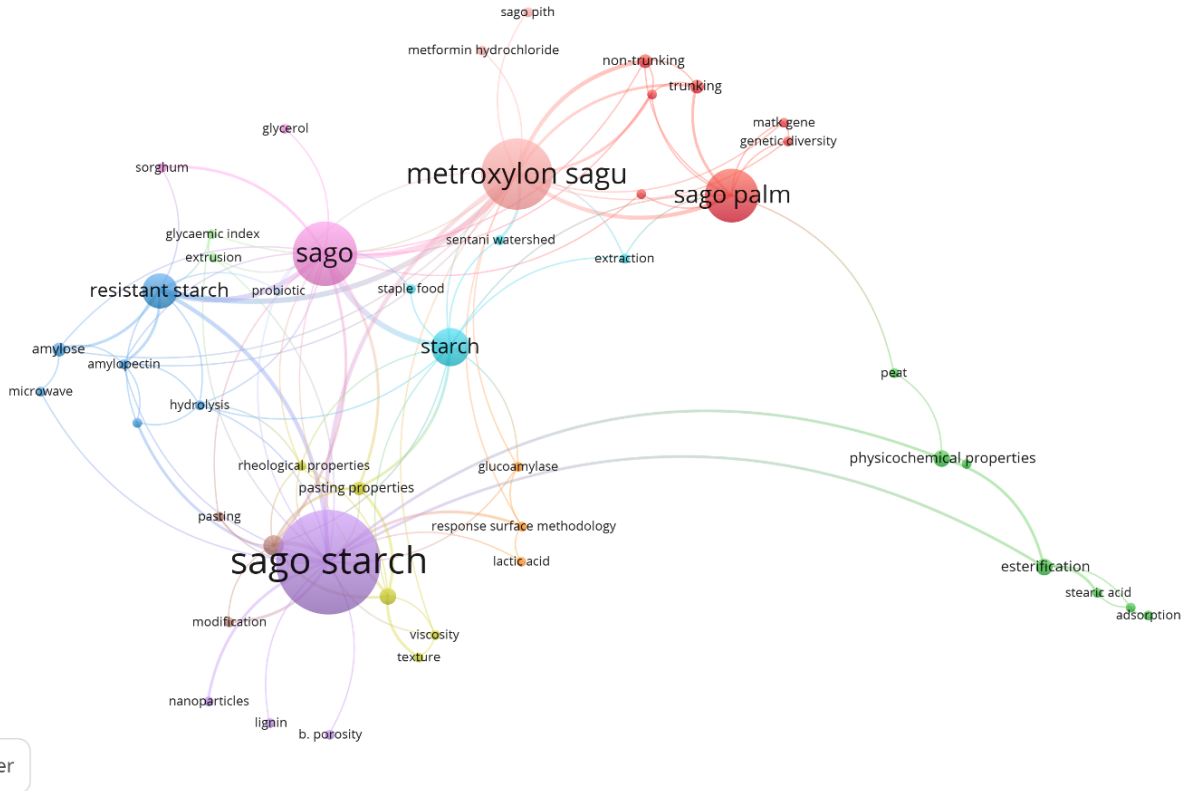 sago pith
metformin hydrochloride
non-trunking
trunking
matk gene
glycerol
genetic diversity
sorghum
metroxylon sagu
sago palm
glycaemic index
sentani watershed
sago
extrusion
extraction
resistant starch
probiotic
staple food
starch
amylose
amylopectin
peat
microwave
hydrolysis
physicochemical properties
rheological properties
glucoamylase
pasting properties
pasting
response surface methodology
sago starch
lactic acid
esterification
stearic acid
adsorption
modification
viscosity
texture
nanoparticles
lignin
b. porosity
er